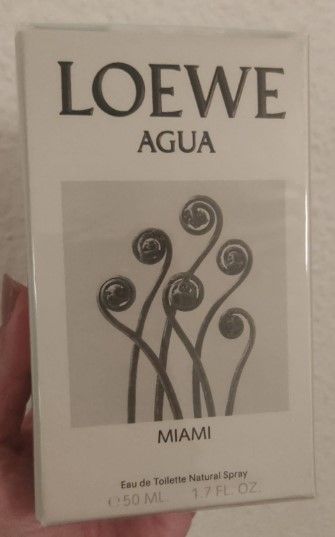 LOEWE
AGUA
MIAMI
Eau de Toilette Natural Spray
℮50 ML. 1.7 FL. OZ.